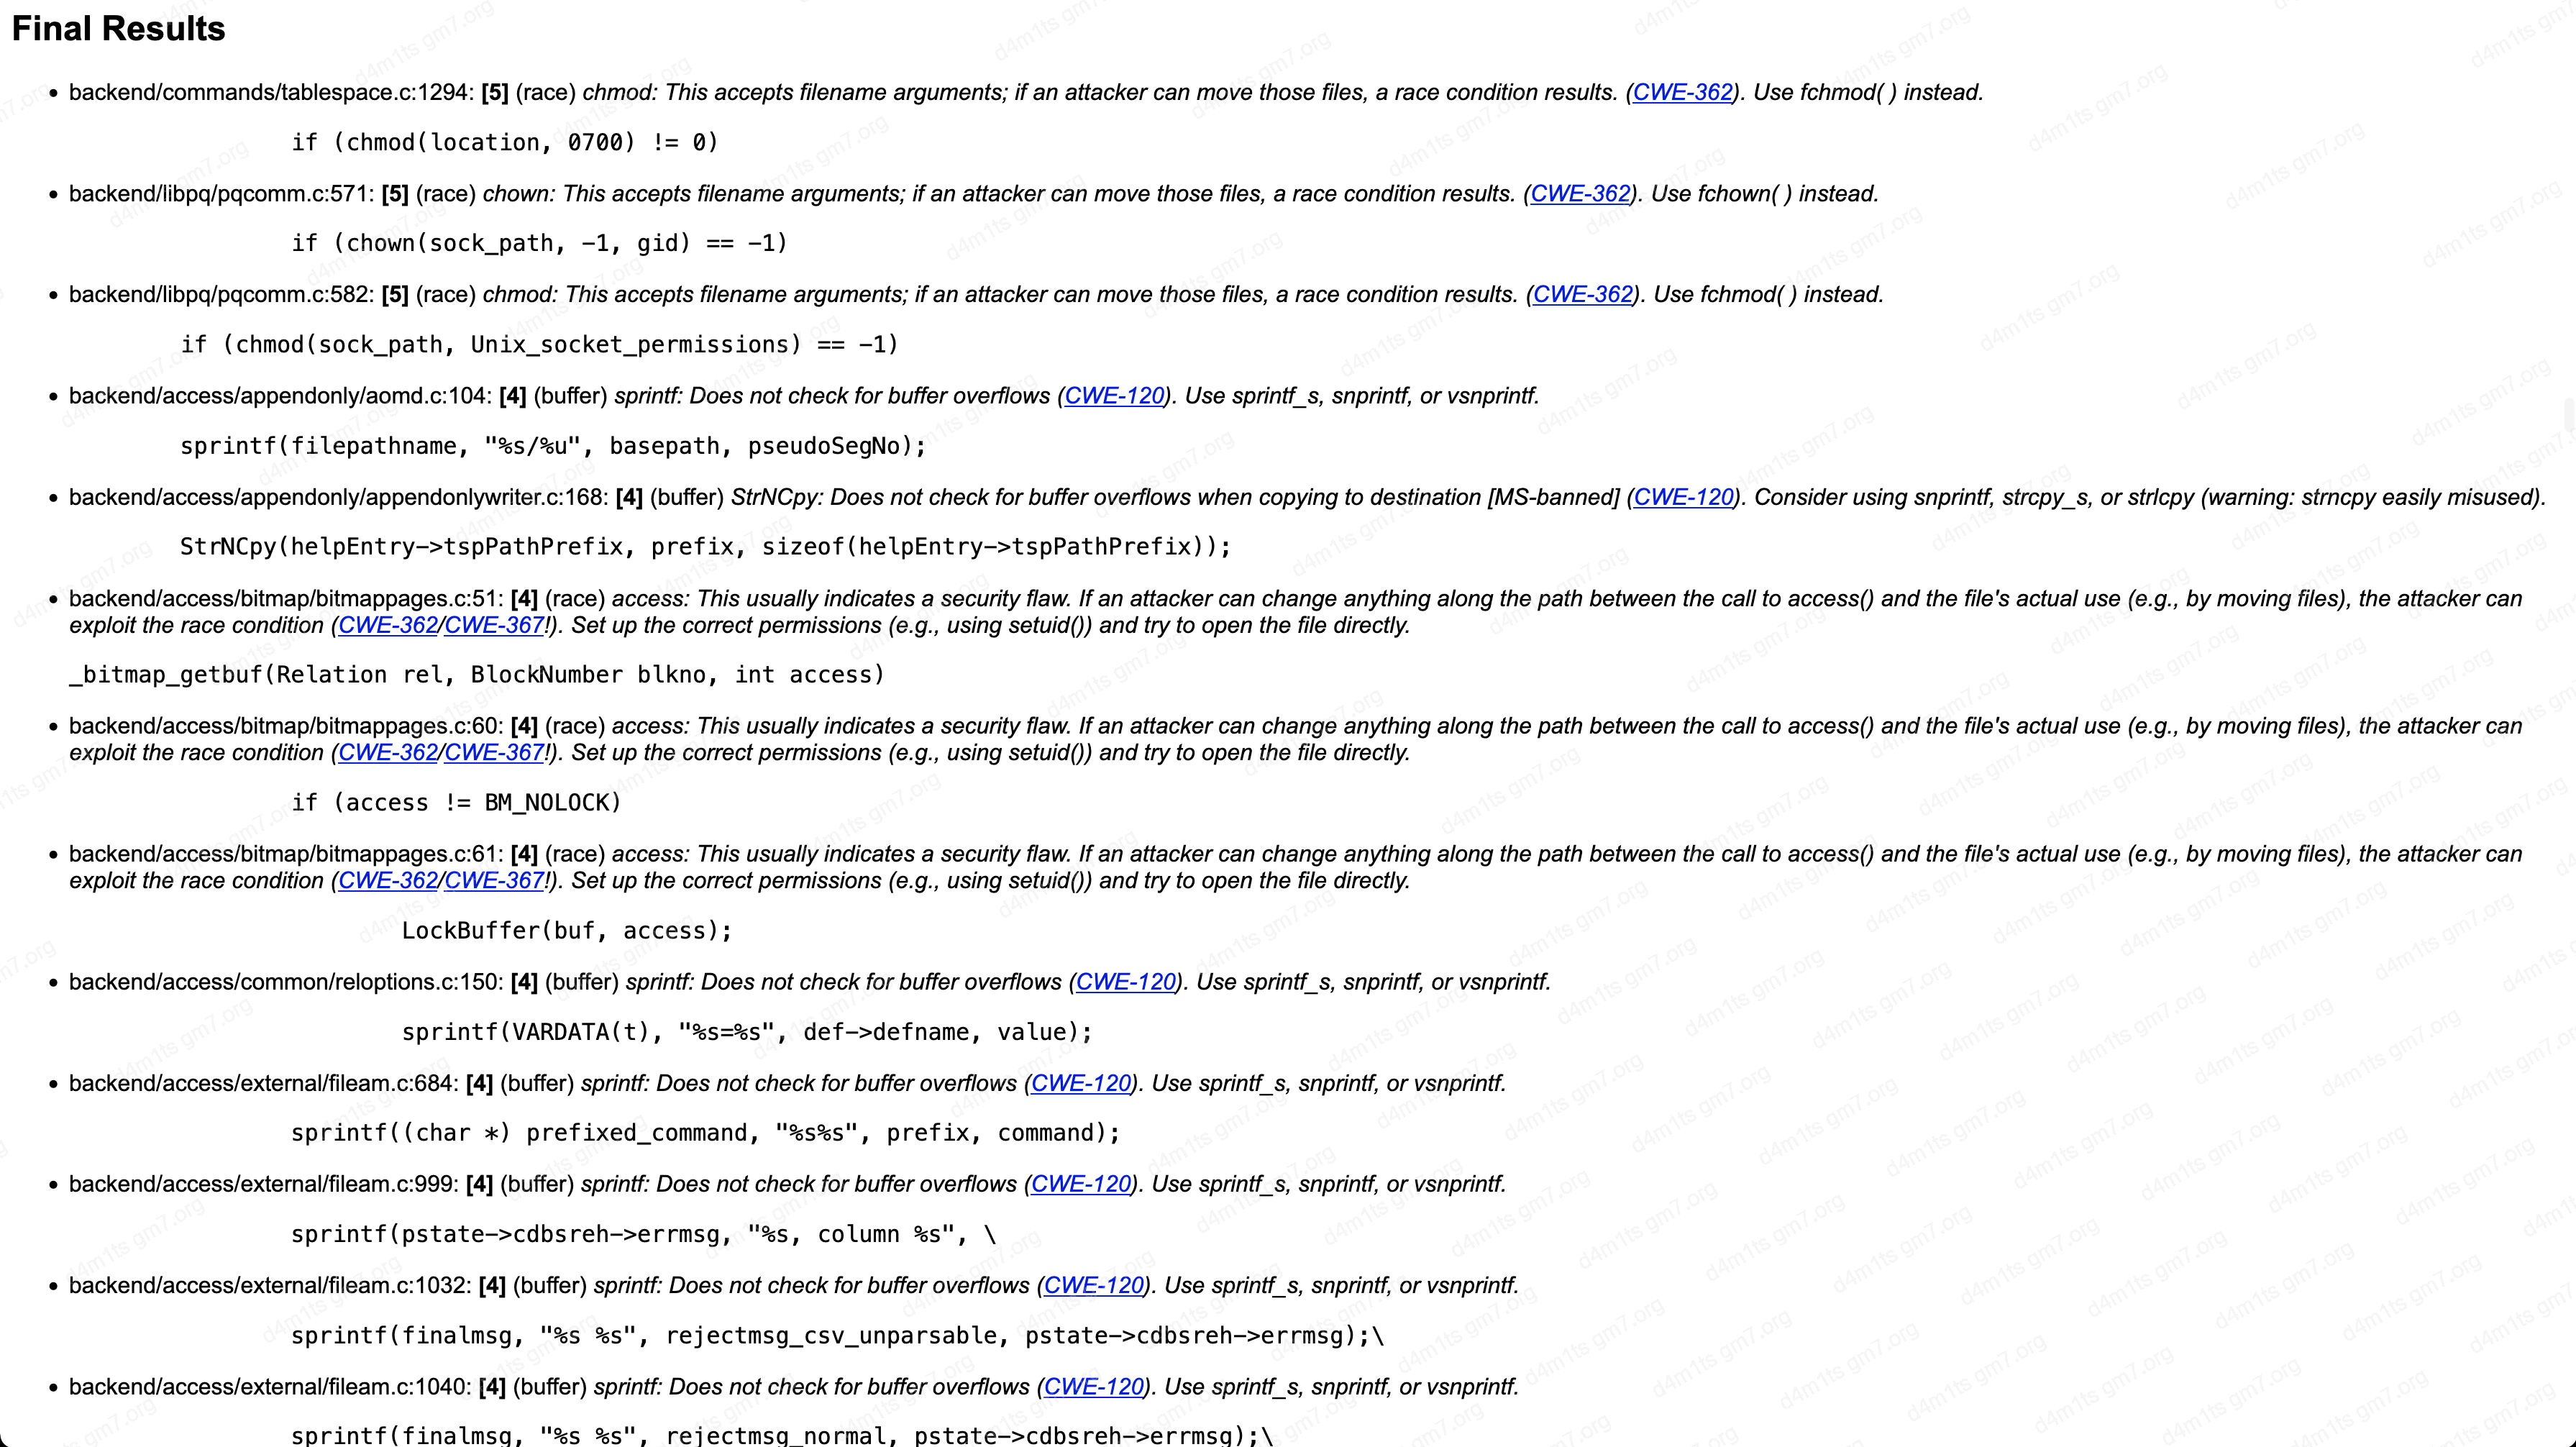 Final Results
• backend/commands/tablespace.c:1294: [5] (race) chmod: This accepts filename arguments; if an attacker can move those files, a race condition results. (CWE-362). Use fchmod( ) instead.
if (chmod(location, 0700) != 0)
• backend/libpq/pqcomm.c:571: [5] (race) chown: This accepts filename arguments; if an attacker can move those files, a race condition results. (CWE-362). Use fchown( ) instead.
if (chown(sock_path, -1, gid) == -1)
• backend/libpq/pqcomm.c:582: [5] (race) chmod: This accepts filename arguments; if an attacker can move those files, a race condition results. (CWE-362). Use fchmod( ) instead.
if (chmod(sock_path, Unix_socket_permissions) == -1)
• backend/access/appendonly/aomd.c:104: [4] (buffer) sprintf: Does not check for buffer overflows (CWE-120). Use sprintf_s, snprintf, or vsnprintf.
sprintf(filepathname, "%s/%u", basepath, pseudoSegNo);
• backend/access/appendonly/appendonlywriter.c:168: [4] (buffer) StrNCpy: Does not check for buffer overflows when copying to destination [MS-banned] (CWE-120). Consider using snprintf, strcpy_s, or strlcpy (warning: strncpy easily misused).
StrNCpy(helpEntry->tspPathPrefix, prefix, sizeof(helpEntry->tspPathPrefix));
• backend/access/bitmap/bitmappages.c:51: [4] (race) access: This usually indicates a security flaw. If an attacker can change anything along the path between the call to access() and the file's actual use (e.g., by moving files), the attacker can
exploit the race condition (CWE-362/CWE-367!). Set up the correct permissions (e.g., using setuid()) and try to open the file directly.
_bitmap_getbuf(Relation rel, BlockNumber blkno, int access)
• backend/access/bitmap/bitmappages.c:60: [4] (race) access: This usually indicates a security flaw. If an attacker can change anything along the path between the call to access() and the file's actual use (e.g., by moving files), the attacker can
exploit the race condition (CWE-362/CWE-367!). Set up the correct permissions (e.g., using setuid()) and try to open the file directly.
if (access != BM_NOLOCK)
• backend/access/bitmap/bitmappages.c:61: [4] (race) access: This usually indicates a security flaw. If an attacker can change anything along the path between the call to access() and the file's actual use (e.g., by moving files), the attacker can
exploit the race condition (CWE-362/CWE-367!). Set up the correct permissions (e.g., using setuid()) and try to open the file directly.
LockBuffer(buf, access);
• backend/access/common/reloptions.c:150: [4] (buffer) sprintf: Does not check for buffer overflows (CWE-120). Use sprintf_s, snprintf, or vsnprintf.
sprintf(VARDATA(t), "%s=%s", def->defname, value);
• backend/access/external/fileam.c:684: [4] (buffer) sprintf: Does not check for buffer overflows (CWE-120). Use sprintf_s, snprintf, or vsnprintf.
sprintf((char *) prefixed_command, "%s%s", prefix, command);
• backend/access/external/fileam.c:999: [4] (buffer) sprintf: Does not check for buffer overflows (CWE-120). Use sprintf_s, snprintf, or vsnprintf.
sprintf(pstate->cdbsreh->errmsg, "%s, column %s", \
• backend/access/external/fileam.c:1032: [4] (buffer) sprintf: Does not check for buffer overflows (CWE-120). Use sprintf_s, snprintf, or vsnprintf.
sprintf(finalmsg, "%s %s", rejectmsg_csv_unparsable, pstate->cdbsreh->errmsg);\
• backend/access/external/fileam.c:1040: [4] (buffer) sprintf: Does not check for buffer overflows (CWE-120). Use sprintf_s, snprintf, or vsnprintf.
sprintf(finalmsg, "%s %s", rejectmsg_normal, pstate->cdbsreh->errmsg);\
d4m1ts gm7.org